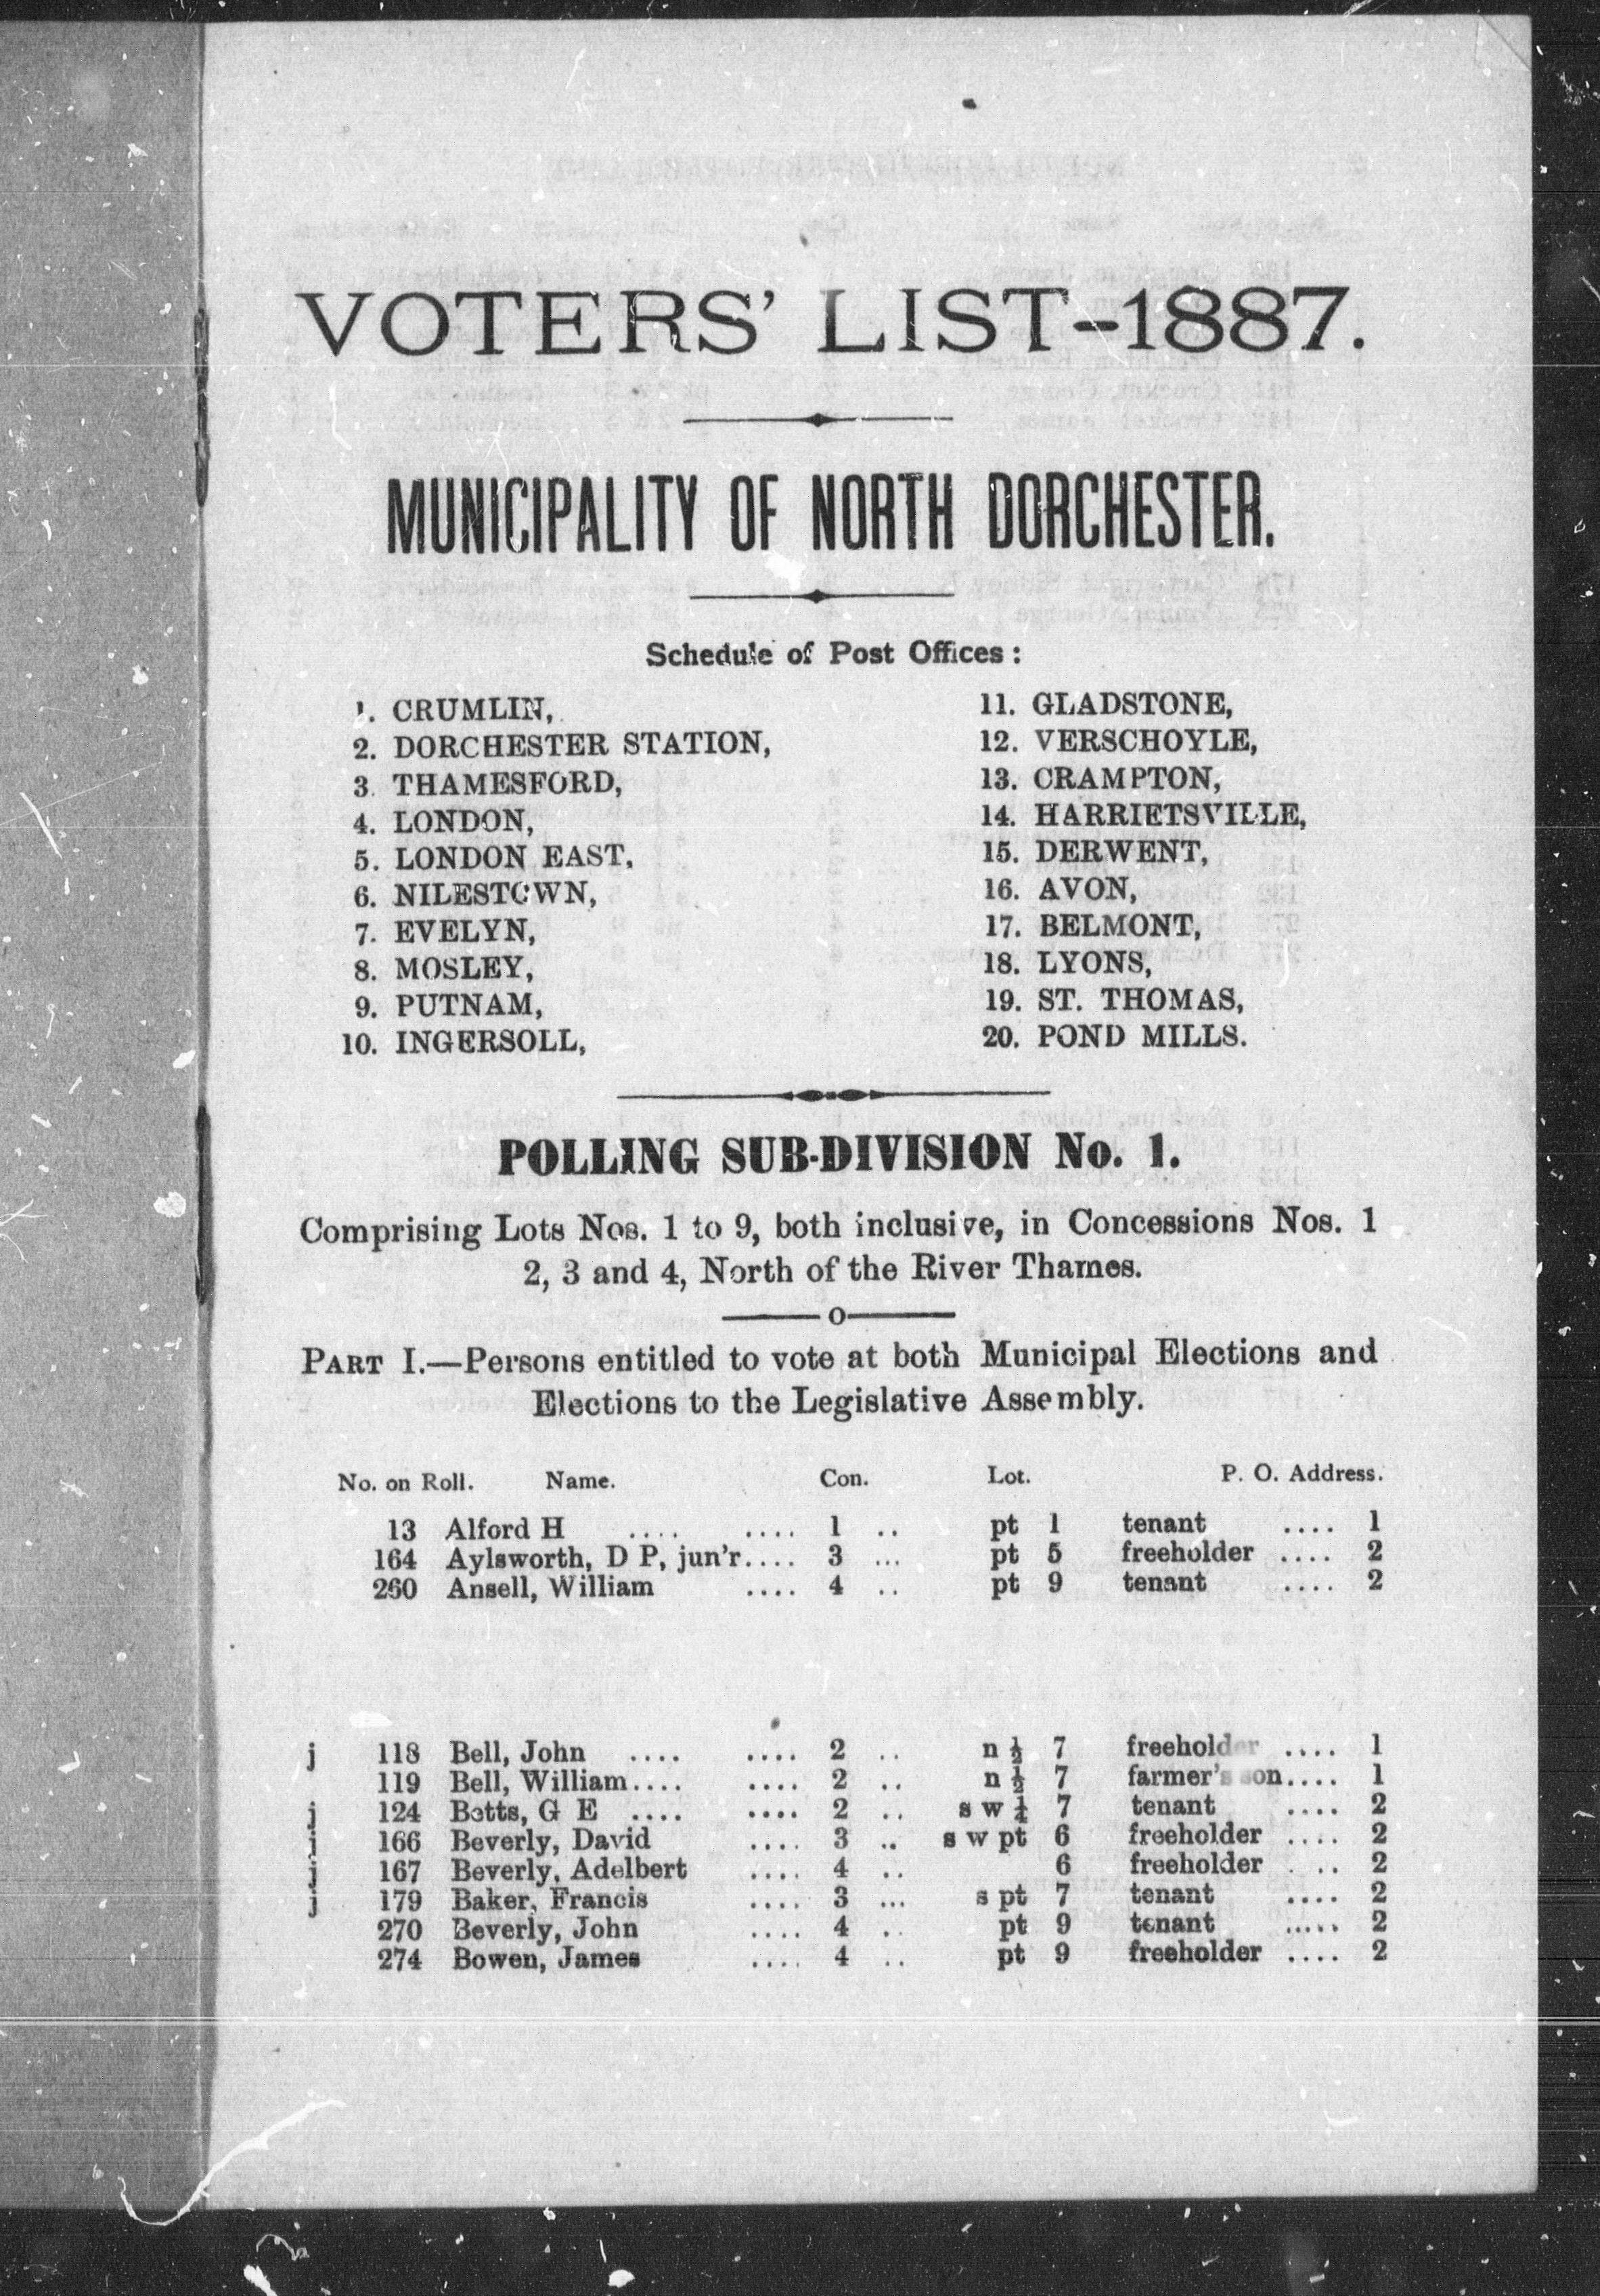 VOTERS' LIST--1887.
MUNICIPALITY OF NORTH DORCHESTER.
Schedule of Post Offices :
1. CRUMLIN,
2. DORCHESTER STATION,
3. THAMESFORD,
4. LONDON,
5. LONDON EAST,
6. NILESTOWN,
7. EVELYN,
8. MOSLEY,
9. PUTNAM,
10. INGERSOLL,
11. GLADSTONE,
12. VERSCHOYLE,
13. CRAMPTON,
14. HARRIETSVILLE,
15. DERWENT,
16. AVON,
17. BELMONT,
18. LYONS,
19. ST. THOMAS,
20. POND MILLS.
POLLING SUB-DIVISION No. 1.
Comprising Lots Nos. 1 to 9, both inclusive, in Concessions Nos. 1
2, 3 and 4, North of the River Thames.
——o——
PART I.—Persons entitled to vote at both Municipal Elections and
Elections to the Legislative Assembly.
No. on Roll. Name. Con. Lot. P. O. Address.
13 Alford H .... .... 1 .. pt 1 tenant .... 1
164 Aylsworth, D P, jun'r.... 3 ... pt 5 freeholder .... 2
260 Ansell, William .... 4 .. pt 9 tenant .... 2
j 118 Bell, John .... .... 2 .. n ½ 7 freeholder .... 1
119 Bell, William.... .... 2 .. n ½ 7 farmer's son.... 1
j 124 Botts, G E .... .... 2 .. s w ¼ 7 tenant .... 2
j 166 Beverly, David .... 3 .. s w pt 6 freeholder .... 2
j 167 Beverly, Adelbert .... 4 .. 6 freeholder . .. 2
j 179 Baker, Francis .... 3 ... s pt 7 tenant .... 2
270 Beverly, John .... 4 .. pt 9 tenant ..... 2
274 Bowen, James .... 4 .. pt 9 freeholder .... 2